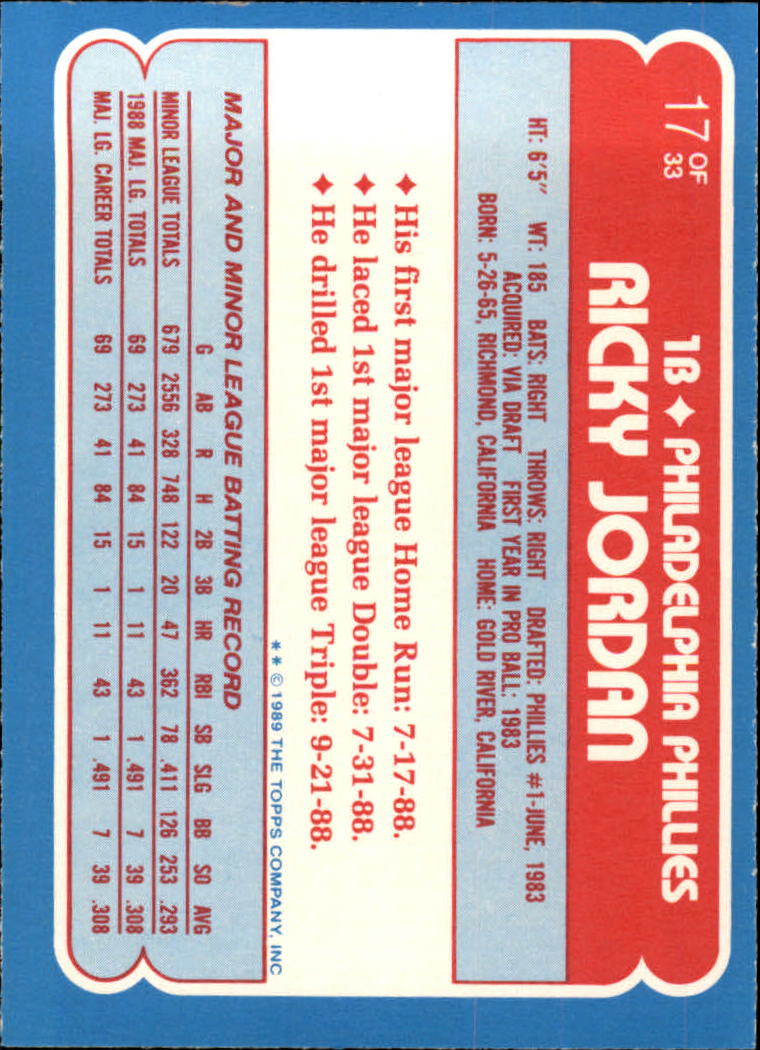 17 OF 33
1B ♦ PHILADELPHIA PHILLIES
RICKY JORDAN
HT: 6'5" WT: 185 BATS: RIGHT THROWS: RIGHT DRAFTED: PHILLIES #1-JUNE, 1983
ACQUIRED: VIA DRAFT FIRST YEAR IN PRO BALL: 1983
BORN: 5-26-65, RICHMOND, CALIFORNIA HOME: GOLD RIVER, CALIFORNIA
♦ His first major league Home Run: 7-17-88.
♦ He laced 1st major league Double: 7-31-88.
♦ He drilled 1st major league Triple: 9-21-88.
**©1989 THE TOPPS COMPANY, INC
MAJOR AND MINOR LEAGUE BATTING RECORD
G AB R H 2B 3B HR RBI SB SLG BB SO AVG
MINOR LEAGUE TOTALS 679 2556 328 748 122 20 47 362 78 .411 126 253 .293
1988 MAJ. LG. TOTALS 69 273 41 84 15 1 11 43 1 .491 7 39 .308
MAJ. LG. CAREER TOTALS 69 273 41 84 15 1 11 43 1 .491 7 39 .308